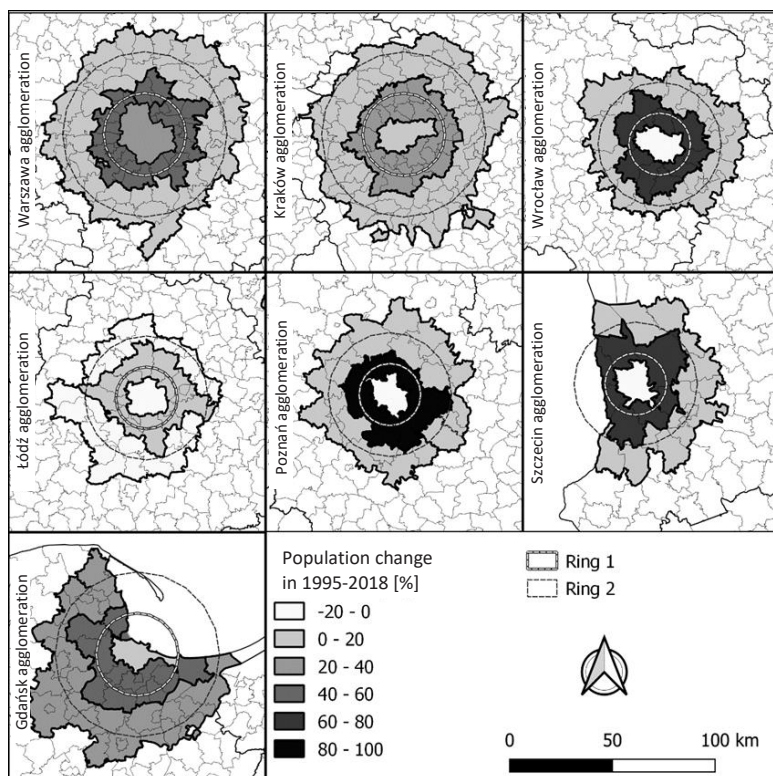 Warszawa agglomeration
Kraków agglomeration
Wrocław agglomeration
Łódź agglomeration
Poznań agglomeration
Szczecin agglomeration
Gdańsk agglomeration
Population change
in 1995-2018 [%]
-20 - 0
0 - 20
20 - 40
40 - 60
60 - 80
80 - 100
Ring 1
Ring 2
0 50 100 km